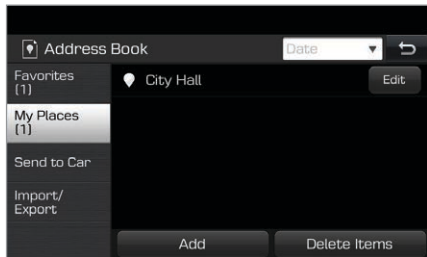 Address Book
Date
Favorites
(1)
City Hall
Edit
My Places
(1)
Send to Car
Import/
Export
Add
Delete Items